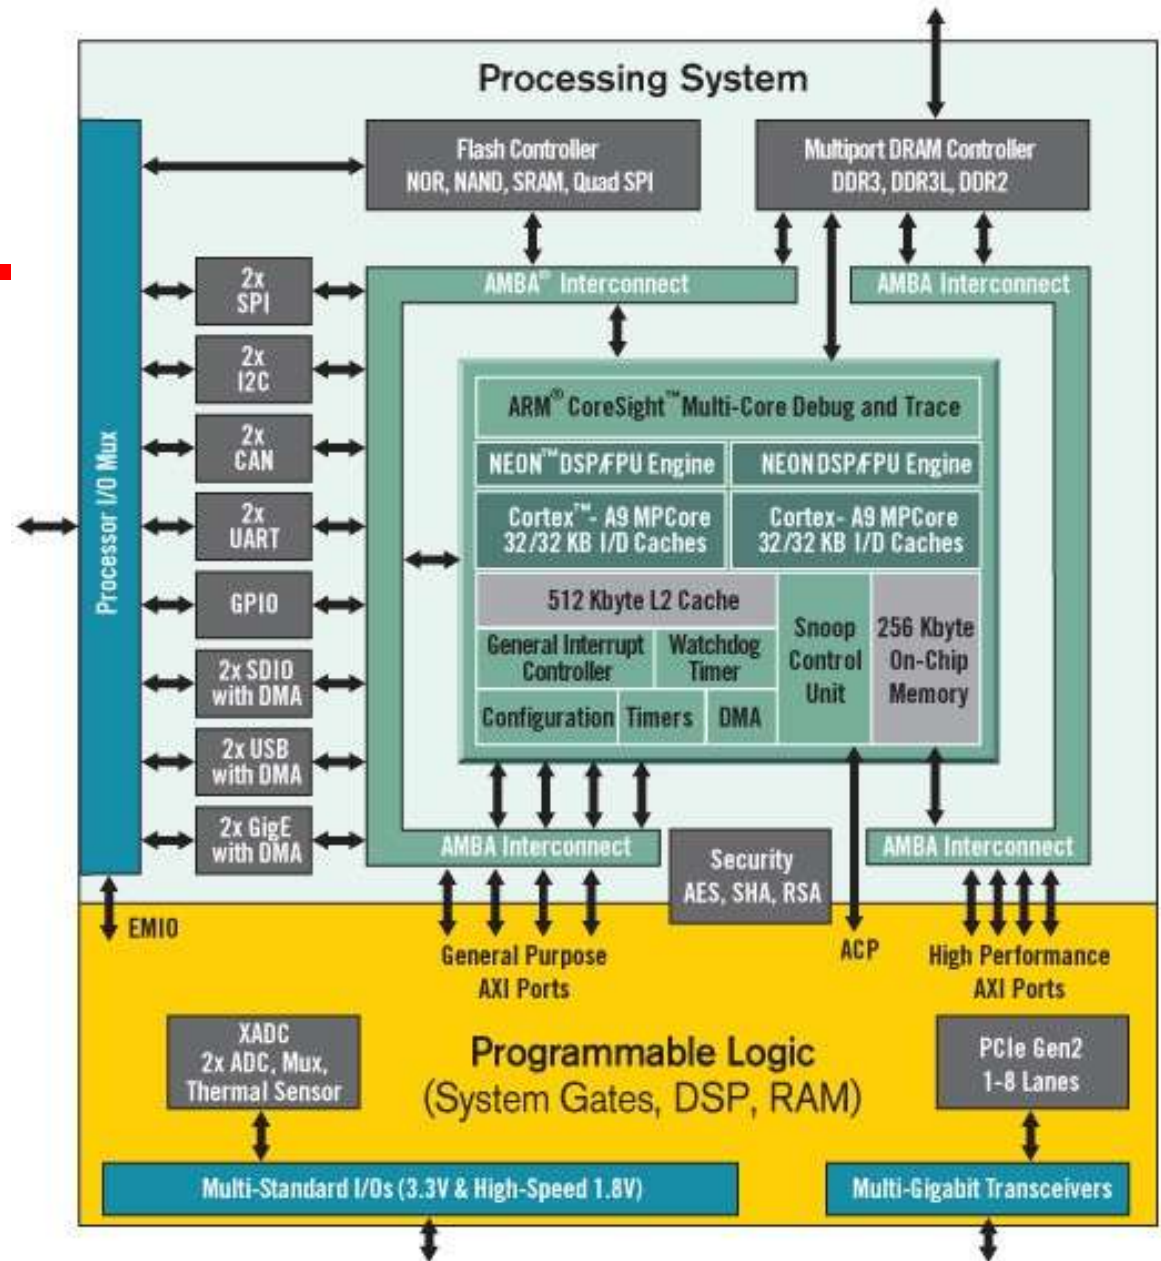 Processing System
Flash Controller
NOR, NAND, SRAM, Quad SPI
Multiport DRAM Controller
DDR3, DDR3L, DDR2
AMBA® Interconnect
AMBA Interconnect
Processor I/O Mux
2x
SPI
2x
I2C
2x
CAN
2x
UART
GPIO
2x SDIO
with DMA
2x USB
with DMA
2x GigE
with DMA
ARM® CoreSight™ Multi-Core Debug and Trace
NEON™ DSP/FPU Engine
NEON DSP/FPU Engine
Cortex™- A9 MPCore
32/32 KB I/D Caches
Cortex- A9 MPCore
32/32 KB I/D Caches
512 Kbyte L2 Cache
General Interrupt
Controller
Watchdog
Timer
Configuration
Timers
DMA
Snoop
Control
Unit
256 Kbyte
On-Chip
Memory
AMBA Interconnect
Security
AES, SHA, RSA
AMBA Interconnect
EMIO
General Purpose
AXI Ports
ACP
High Performance
AXI Ports
XADC
2x ADC, Mux,
Thermal Sensor
Programmable Logic
(System Gates, DSP, RAM)
PCIe Gen2
1-8 Lanes
Multi-Standard I/Os (3.3V & High-Speed 1.8V)
Multi-Gigabit Transceivers